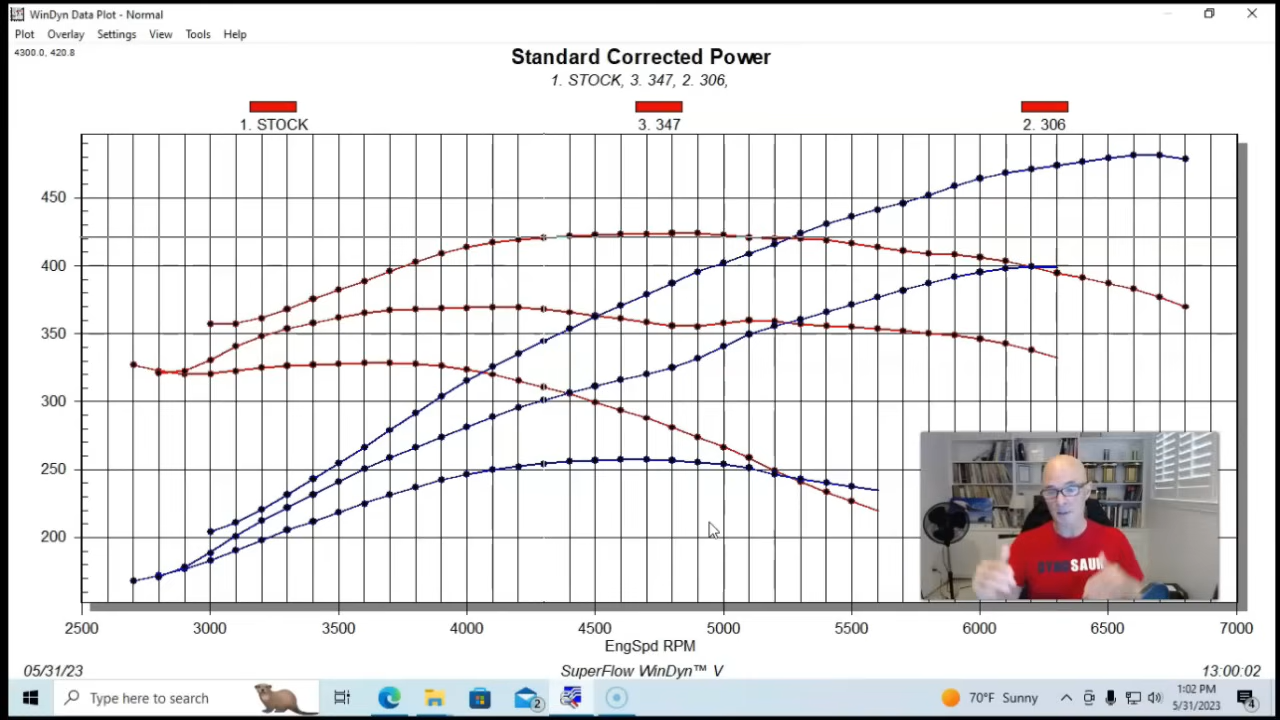 WinDyn Data Plot - Normal
Plot Overlay Settings View Tools Help
4300.0, 420.8
Standard Corrected Power
1. STOCK, 3. 347, 2. 306,
1. STOCK 3. 347 2. 306
450
400
350
300
250
200
2500 3000 3500 4000 4500 5000 5500 6000 6500 7000
EngSpd RPM
05/31/23 SuperFlow WinDyn™ V 13:00:02
Type here to search 2 70°F Sunny 1:02 PM
5/31/2023 4